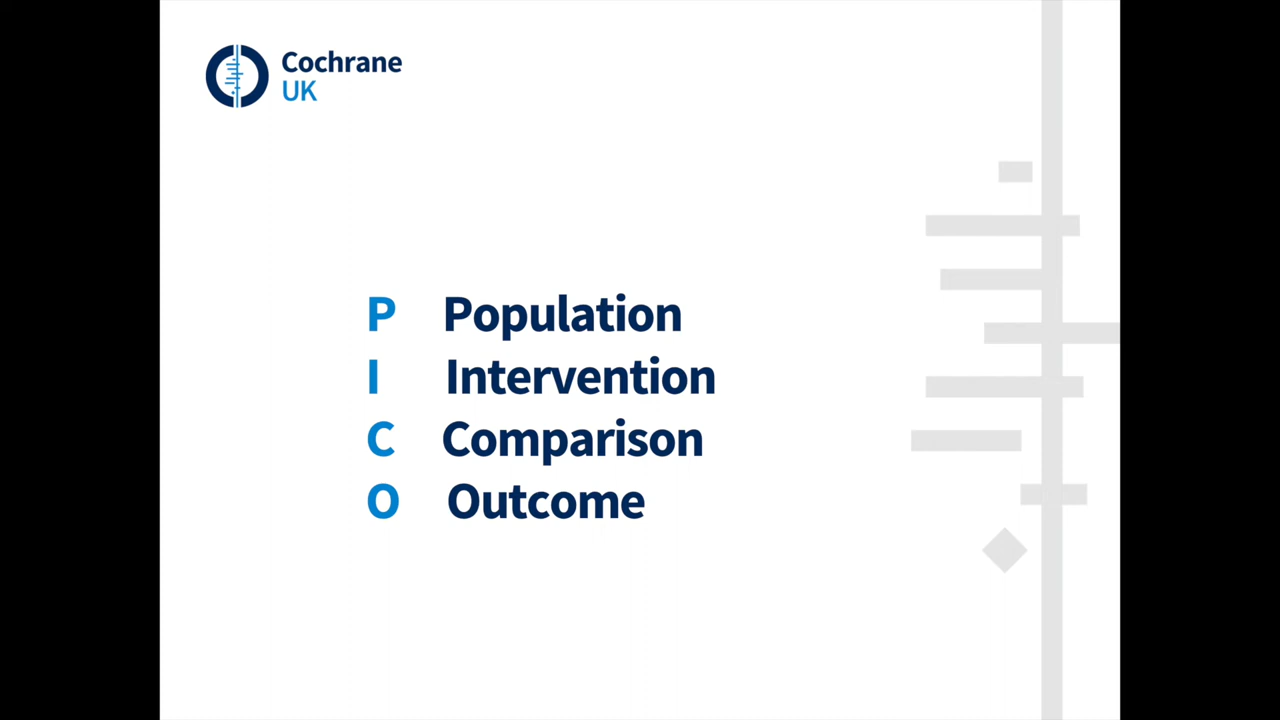 Cochrane
UK
P Population
I Intervention
C Comparison
O Outcome